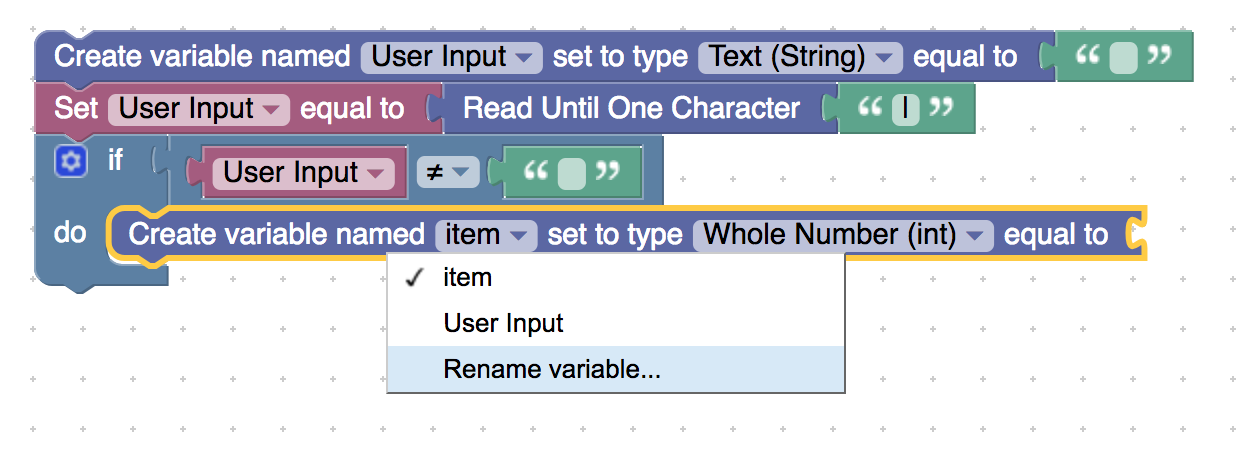 Create variable named User Input set to type Text (String) equal to “ ”
Set User Input equal to Read Until One Character “ l ”
if User Input ≠ “ ”
do Create variable named item set to type Whole Number (int) equal to
✓ item
User Input
Rename variable...